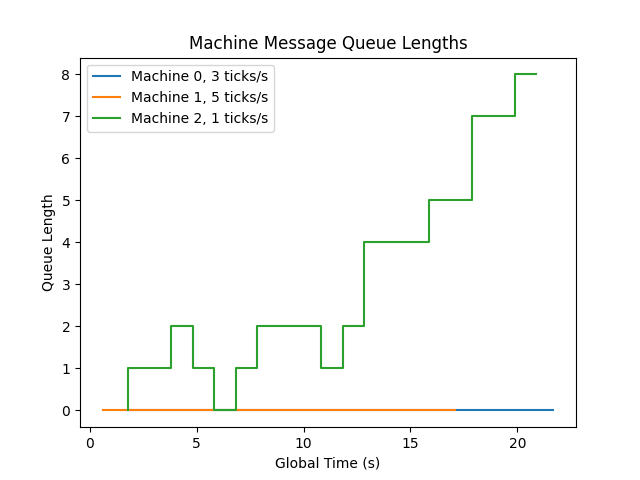 Machine Message Queue Lengths
Machine 0, 3 ticks/s
Machine 1, 5 ticks/s
Machine 2, 1 ticks/s
Queue Length
8
7
6
5
4
3
2
1
0
0 5 10 15 20
Global Time (s)